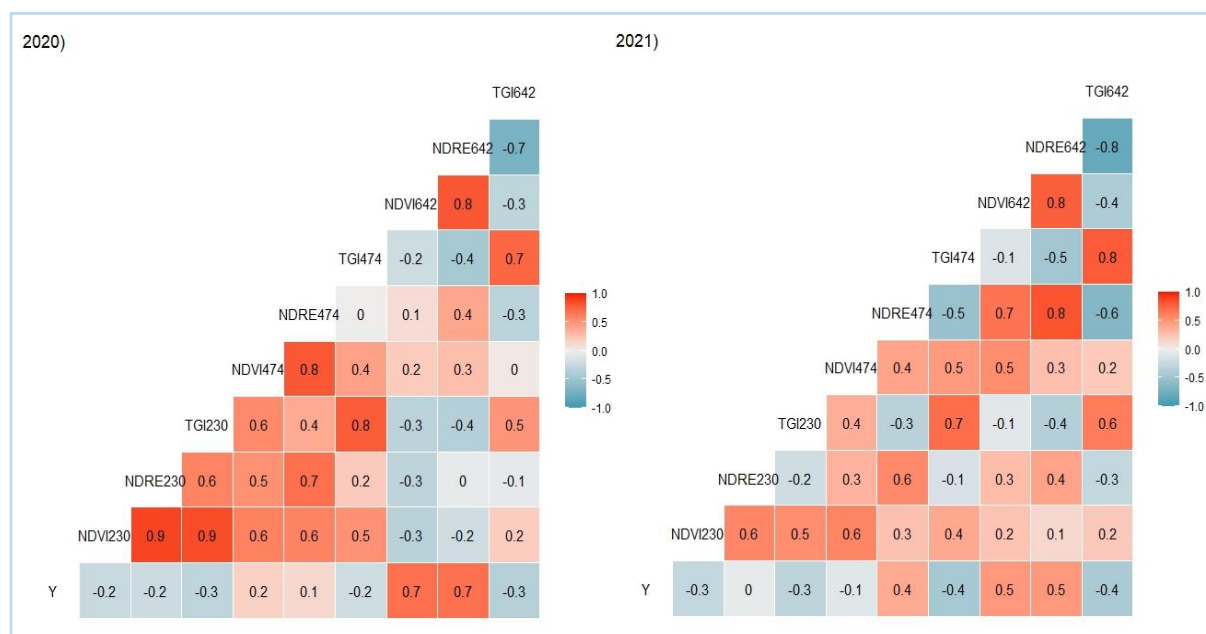 2020)
TGI642
NDRE642 -0.7
NDVI642 0.8 -0.3
TGI474 -0.2 -0.4 0.7
NDRE474 0 0.1 0.4 -0.3
NDVI474 0.8 0.4 0.2 0.3 0
TGI230 0.6 0.4 0.8 -0.3 -0.4 0.5
NDRE230 0.6 0.5 0.7 0.2 -0.3 0 -0.1
NDVI230 0.9 0.9 0.6 0.6 0.5 -0.3 -0.2 0.2
Y -0.2 -0.2 -0.3 0.2 0.1 -0.2 0.7 0.7 -0.3
1.0
0.5
0.0
-0.5
-1.0
2021)
TGI642
NDRE642 -0.8
NDVI642 0.8 -0.4
TGI474 -0.1 -0.5 0.8
NDRE474 -0.5 0.7 0.8 -0.6
NDVI474 0.4 0.5 0.5 0.3 0.2
TGI230 0.4 -0.3 0.7 -0.1 -0.4 0.6
NDRE230 -0.2 0.3 0.6 -0.1 0.3 0.4 -0.3
NDVI230 0.6 0.5 0.6 0.3 0.4 0.2 0.1 0.2
Y -0.3 0 -0.3 -0.1 0.4 -0.4 0.5 0.5 -0.4
1.0
0.5
0.0
-0.5
-1.0